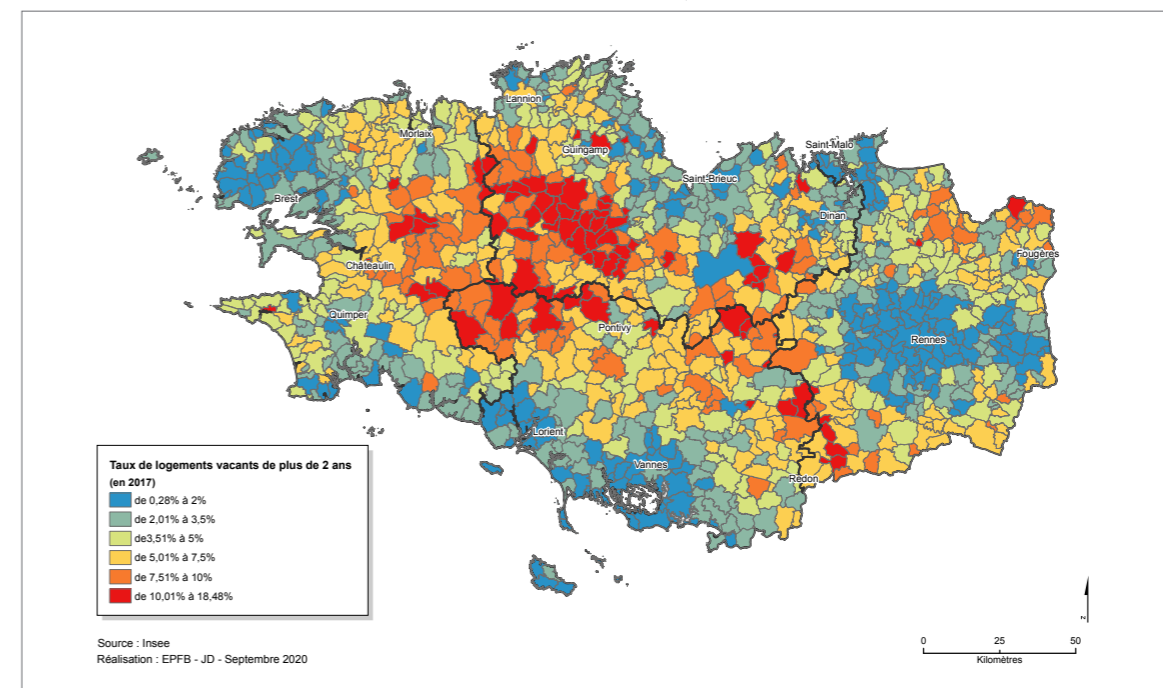 Lannion
Morlaix
Guingamp
Saint-Malo
Saint-Brieuc
Brest
Dinan
Fougères
Châteaulin
Quimper
Pontivy
Rennes
Lorient
Vannes
Redon
Taux de logements vacants de plus de 2 ans
(en 2017)
de 0,28% à 2%
de 2,01% à 3,5%
de3,51% à 5%
de 5,01% à 7,5%
de 7,51% à 10%
de 10,01% à 18,48%
Source : Insee
Réalisation : EPFB - JD - Septembre 2020
z
0 25 50
Kilomètres